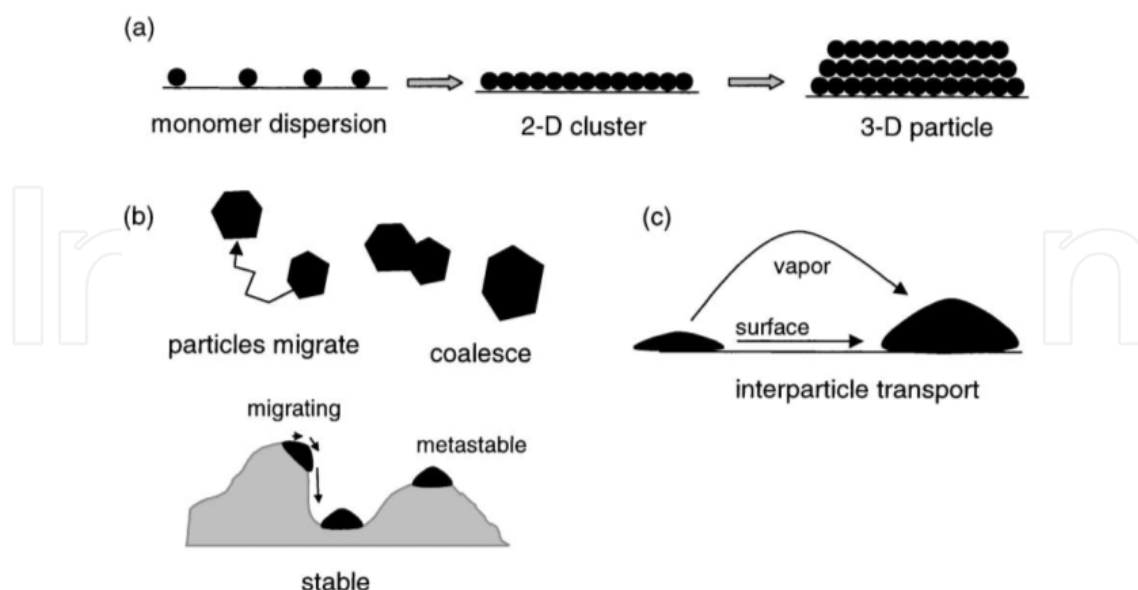 (a)
monomer dispersion
2-D cluster
3-D particle
(b)
particles migrate
coalesce
migrating
metastable
stable
(c)
vapor
surface
interparticle transport